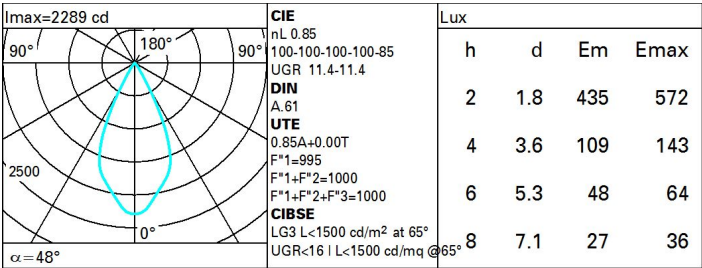 Imax=2289 cd
90°
180°
90°
2500
0°
α=48°
CIE
nL 0.85
100-100-100-100-85
UGR 11.4-11.4
DIN
A.61
UTE
0.85A+0.00T
F"1=995
F"1+F"2=1000
F"1+F"2+F"3=1000
CIBSE
LG3 L<1500 cd/m² at 65°
UGR<16 | L<1500 cd/mq @65°
Lux
h d Em Emax
2 1.8 435 572
4 3.6 109 143
6 5.3 48 64
8 7.1 27 36